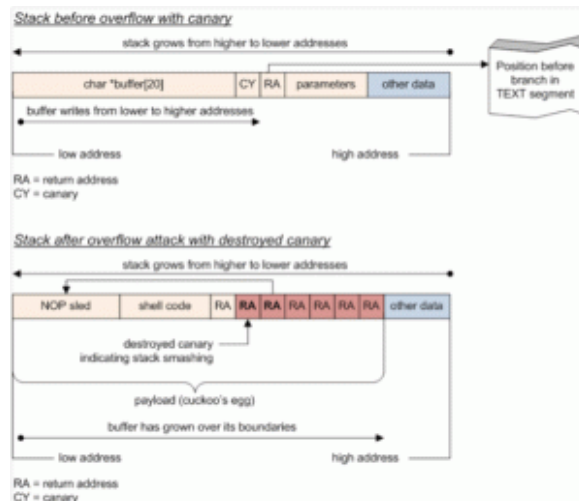 Stack before overflow with canary
stack grows from higher to lower addresses
char *buffer[20] CY RA parameters other data
Position before
branch in
TEXT segment
buffer writes from lower to higher addresses
low address high address
RA = return address
CY = canary
Stack after overflow attack with destroyed canary
stack grows from higher to lower addresses
NOP sled shell code RA RA RA RA RA RA RA other data
destroyed canary
indicating stack smashing
payload (cuckoo's egg)
buffer has grown over its boundaries
low address high address
RA = return address
CY = canary